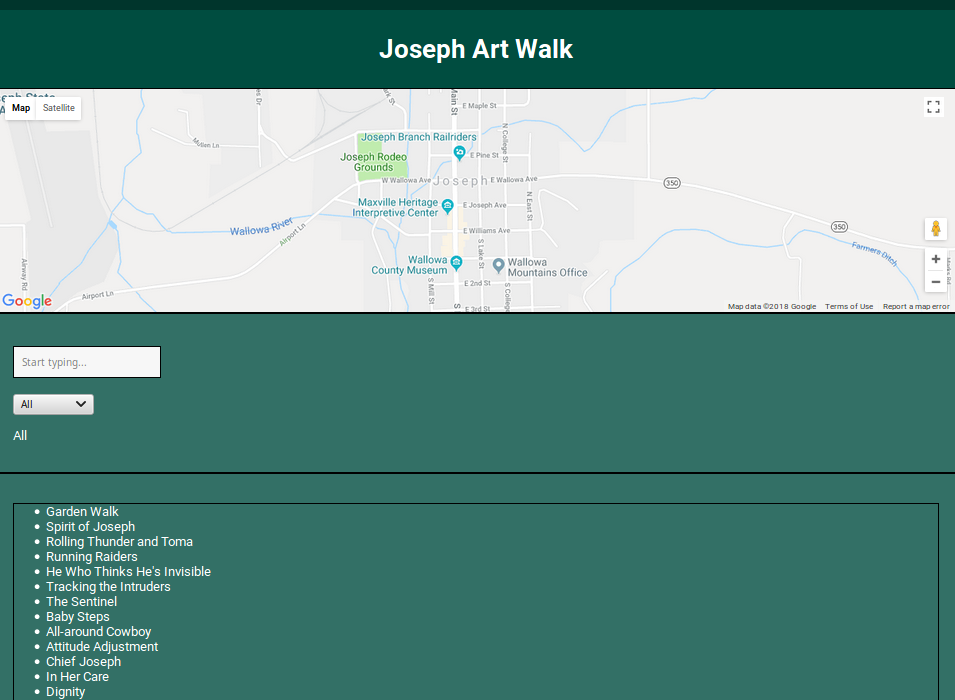 Joseph Art Walk
Map
Satellite
E Maple St
Main St
N College St
Mullen Ln
Joseph Branch Railriders
E Pine St
Joseph Rodeo
Grounds
W Wallowa Ave
Joseph
E Wallowa Ave
350
Maxville Heritage
Interpretive Center
E Joseph Ave
N East St
Wallowa River
Airport Ln
E Williams Ave
350
Farmers Ditch
S Lake St
Wallowa
County Museum
Wallowa
Mountains Office
Airway Rd
S Mill St
E 2nd St
S College
Airport Ln
E 3rd St
Google
Map data ©2018 Google
Terms of Use
Report a map error
Start typing...
All
All
• Garden Walk
• Spirit of Joseph
• Rolling Thunder and Toma
• Running Raiders
• He Who Thinks He's Invisible
• Tracking the Intruders
• The Sentinel
• Baby Steps
• All-around Cowboy
• Attitude Adjustment
• Chief Joseph
• In Her Care
• Dignity